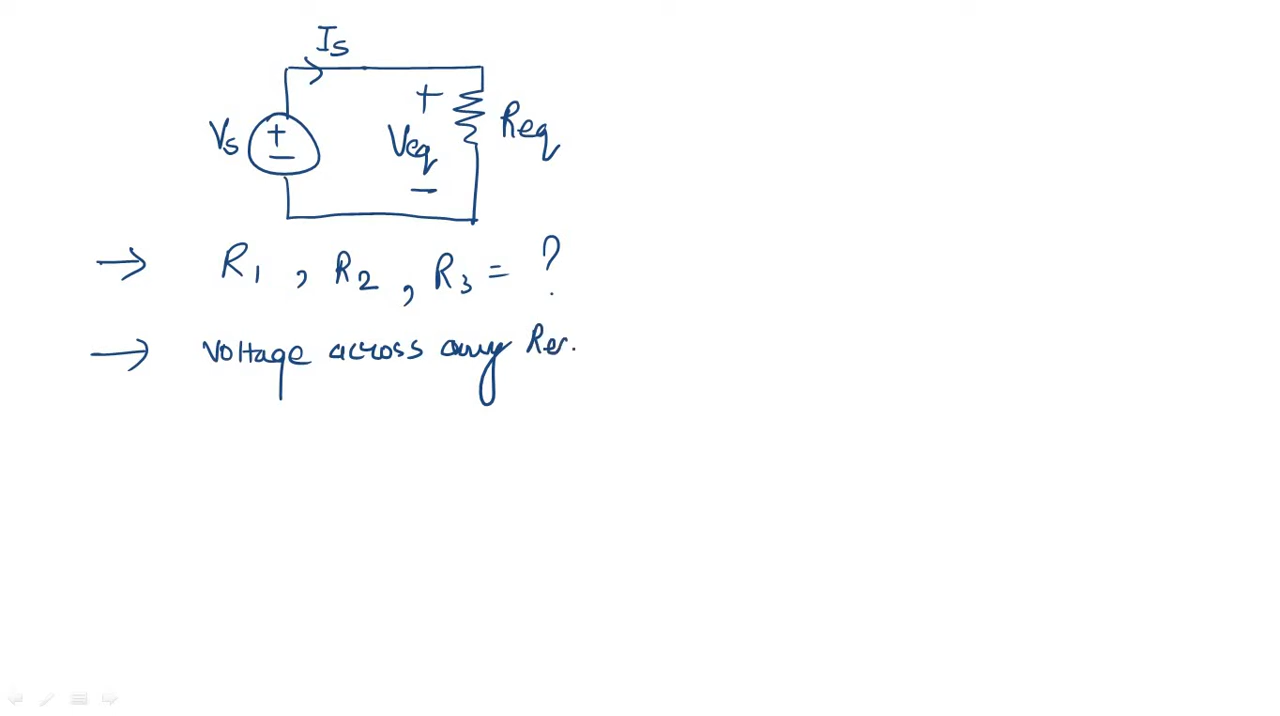 Is
+
Vs + Veq Req
−
−
→ R1 , R2 , R3 = ?
→ Voltage across any Res.